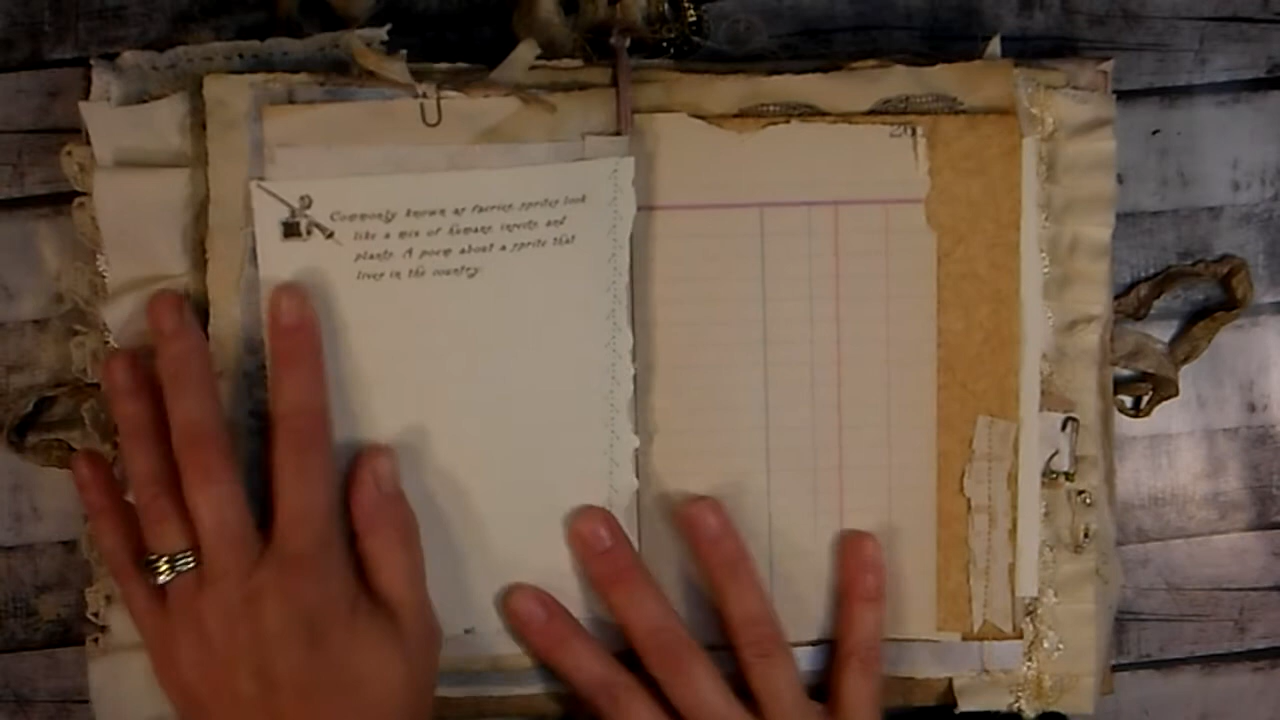 Commonly known as faeries, sprites look
like a mix of humans, insects, and
plants. A poem about a sprite that
lives in the country.